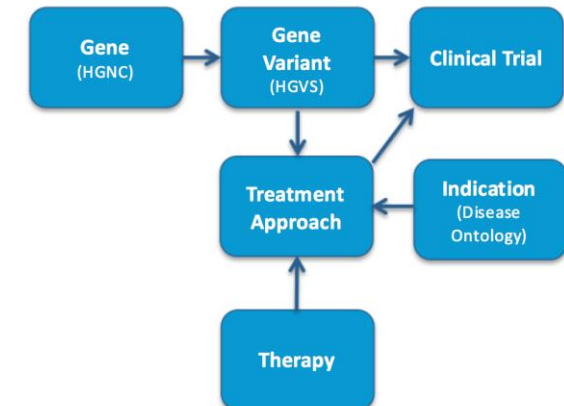 Gene
(HGNC)
Gene
Variant
(HGVS)
Clinical Trial
Treatment
Approach
Indication
(Disease
Ontology)
Therapy